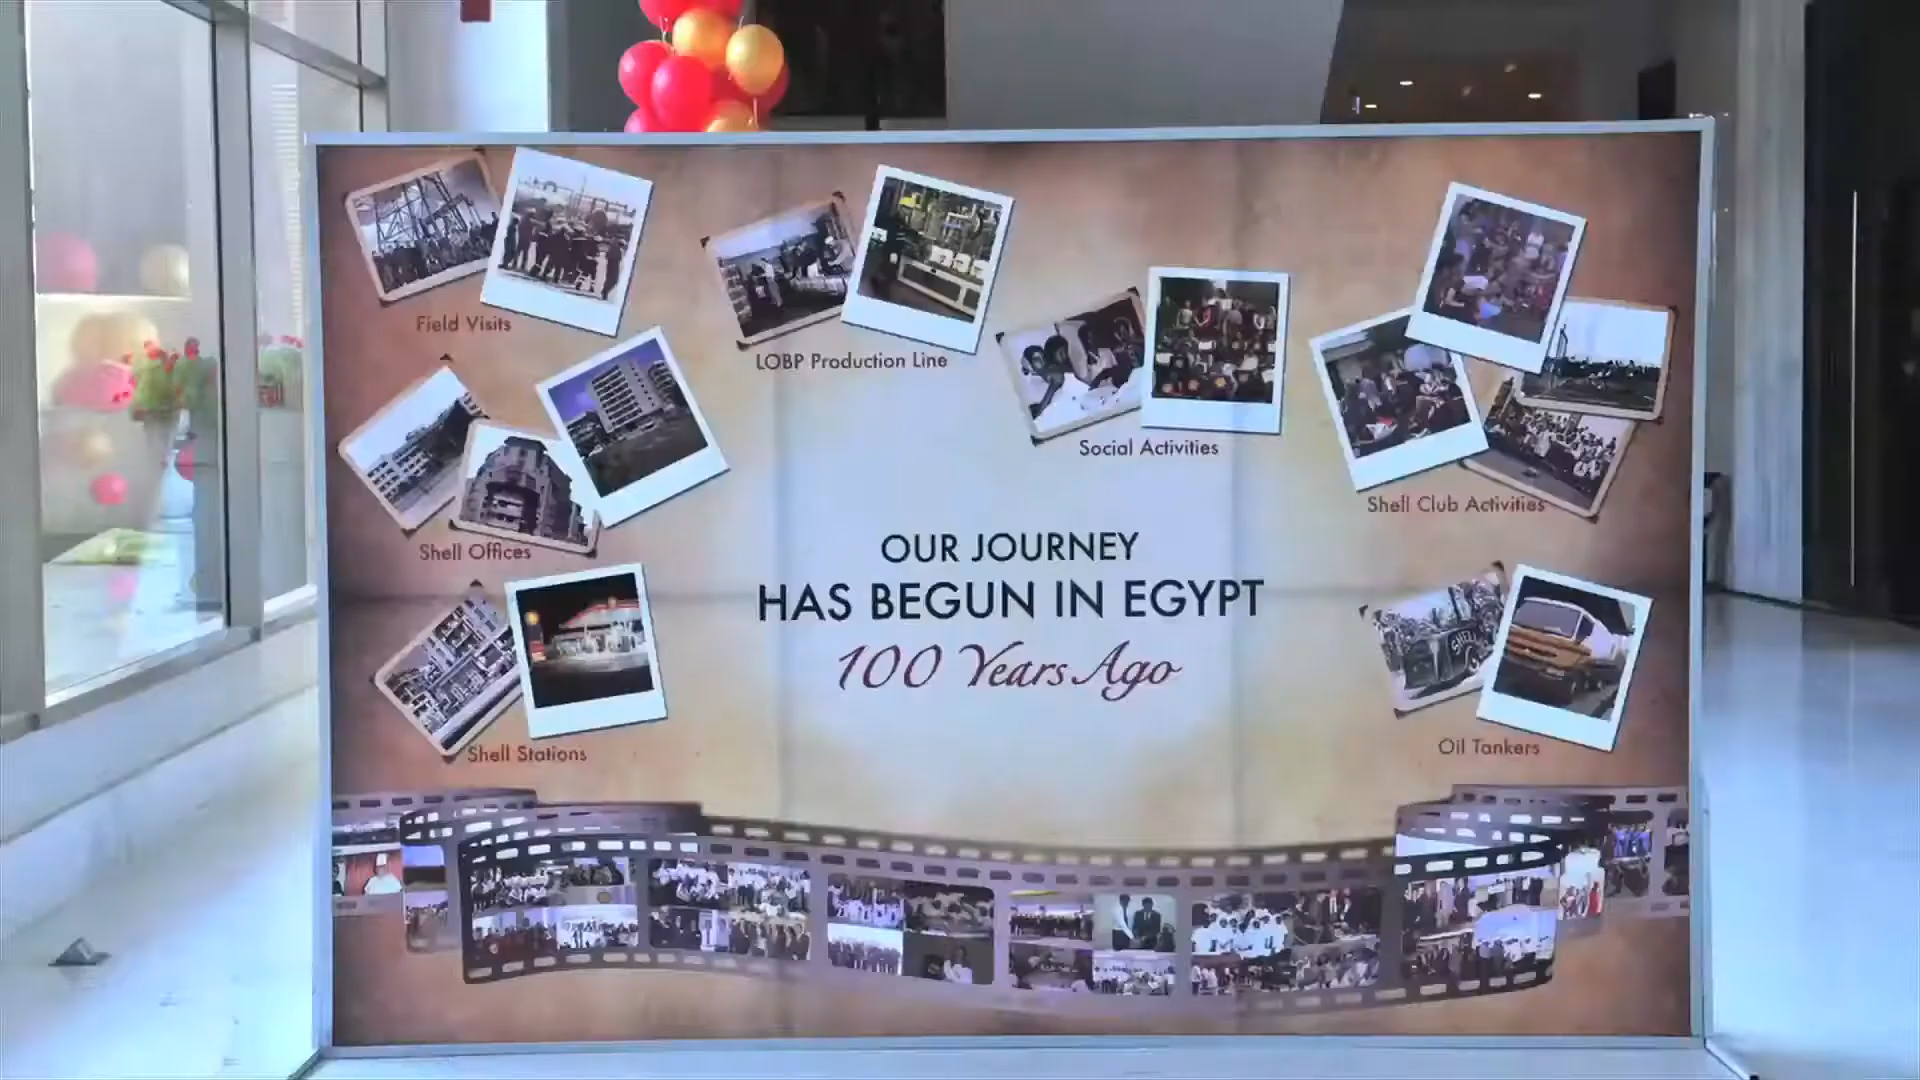 Field Visits
LOBP Production Line
Social Activities
Shell Club Activities
Shell Offices
OUR JOURNEY
HAS BEGUN IN EGYPT
100 Years Ago
SHELL
Shell Stations
Oil Tankers